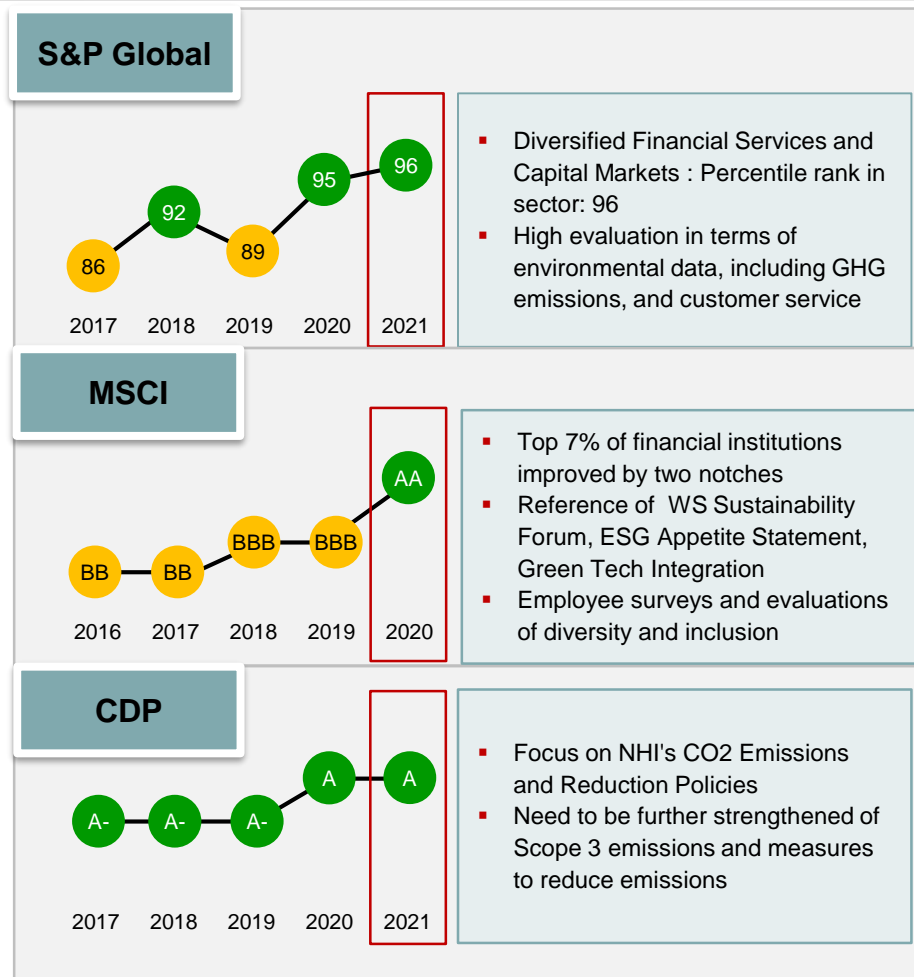 S&P Global
86
92
89
95
96
2017 2018 2019 2020 2021
▪ Diversified Financial Services and
Capital Markets : Percentile rank in
sector: 96
▪ High evaluation in terms of
environmental data, including GHG
emissions, and customer service
MSCI
BB
BB
BBB
BBB
AA
2016 2017 2018 2019 2020
▪ Top 7% of financial institutions
improved by two notches
▪ Reference of WS Sustainability
Forum, ESG Appetite Statement,
Green Tech Integration
▪ Employee surveys and evaluations
of diversity and inclusion
CDP
A-
A-
A-
A
A
2017 2018 2019 2020 2021
▪ Focus on NHI's CO2 Emissions
and Reduction Policies
▪ Need to be further strengthened of
Scope 3 emissions and measures
to reduce emissions